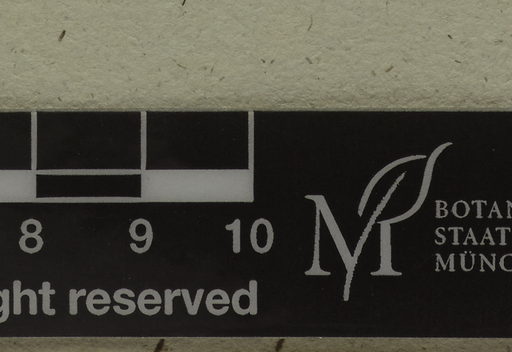 8 9 10
ght reserved
M
BOTAN
STAAT
MÜNC